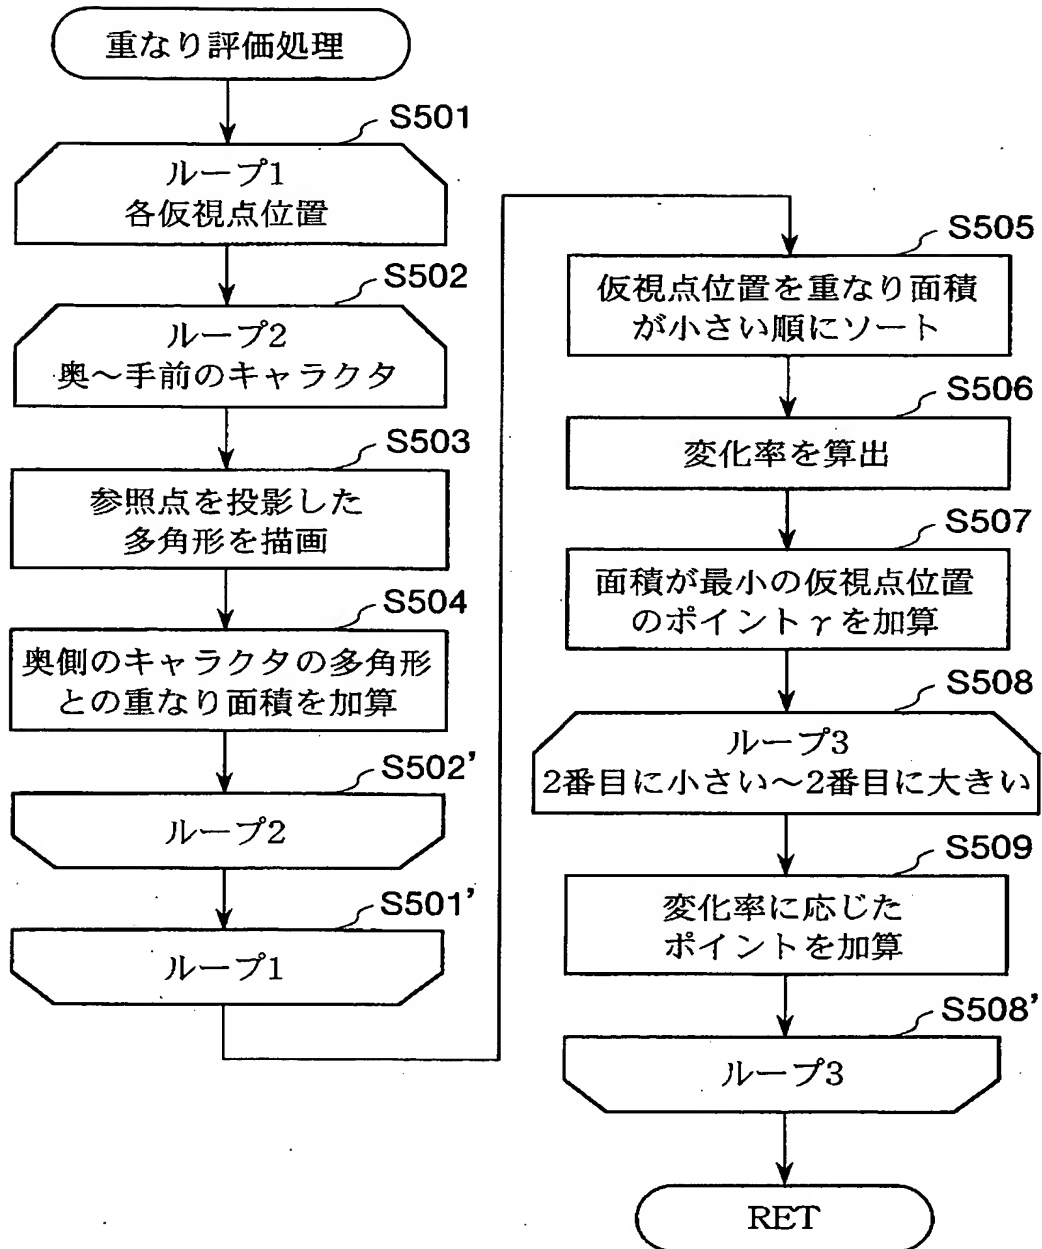 重なり評価処理
S501
ループ1
各仮視点位置
S502
ループ2
奥～手前のキャラクタ
S503
参照点を投影した
多角形を描画
S504
奥側のキャラクタの多角形
との重なり面積を加算
S502'
ループ2
S501'
ループ1
S505
仮視点位置を重なり面積
が小さい順にソート
S506
変化率を算出
S507
面積が最小の仮視点位置
のポイントγを加算
S508
ループ3
2番目に小さい～2番目に大きい
S509
変化率に応じた
ポイントを加算
S508'
ループ3
RET